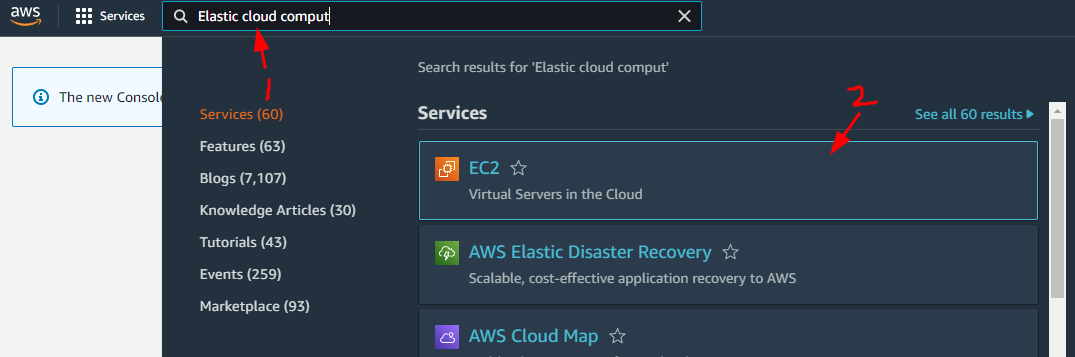 aws Services Elastic cloud comput
Search results for 'Elastic cloud comput'
The new Consol
1
Services (60)
Features (63)
Blogs (7,107)
Knowledge Articles (30)
Tutorials (43)
Events (259)
Marketplace (93)
Services
See all 60 results
2
EC2
Virtual Servers in the Cloud
AWS Elastic Disaster Recovery
Scalable, cost-effective application recovery to AWS
AWS Cloud Map